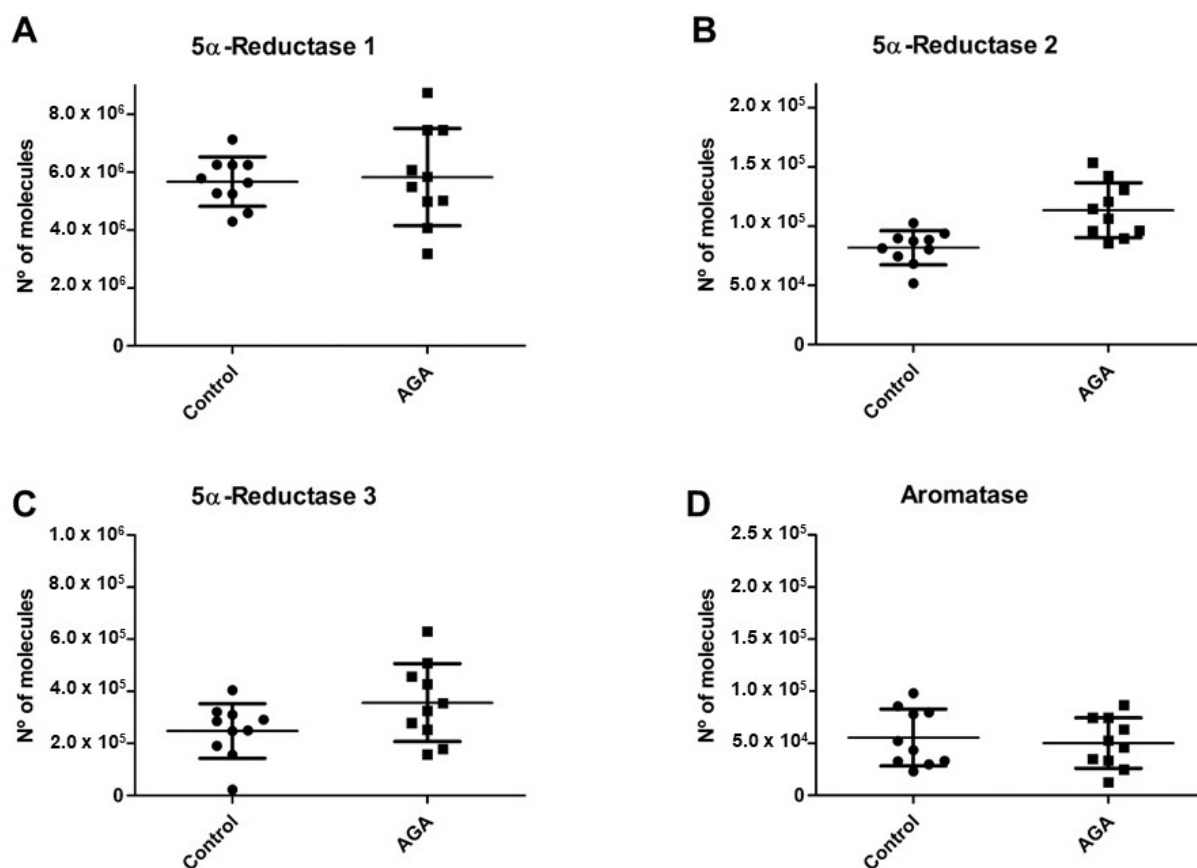 A
5α-Reductase 1
Nº of molecules
8.0 x 10⁶
6.0 x 10⁶
4.0 x 10⁶
2.0 x 10⁶
0
Control
AGA
B
5α-Reductase 2
Nº of molecules
2.0 x 10⁵
1.5 x 10⁵
1.0 x 10⁵
5.0 x 10⁴
0
Control
AGA
C
5α-Reductase 3
Nº of molecules
1.0 x 10⁶
8.0 x 10⁵
6.0 x 10⁵
4.0 x 10⁵
2.0 x 10⁵
0
Control
AGA
D
Aromatase
Nº of molecules
2.5 x 10⁵
2.0 x 10⁵
1.5 x 10⁵
1.0 x 10⁵
5.0 x 10⁴
0
Control
AGA